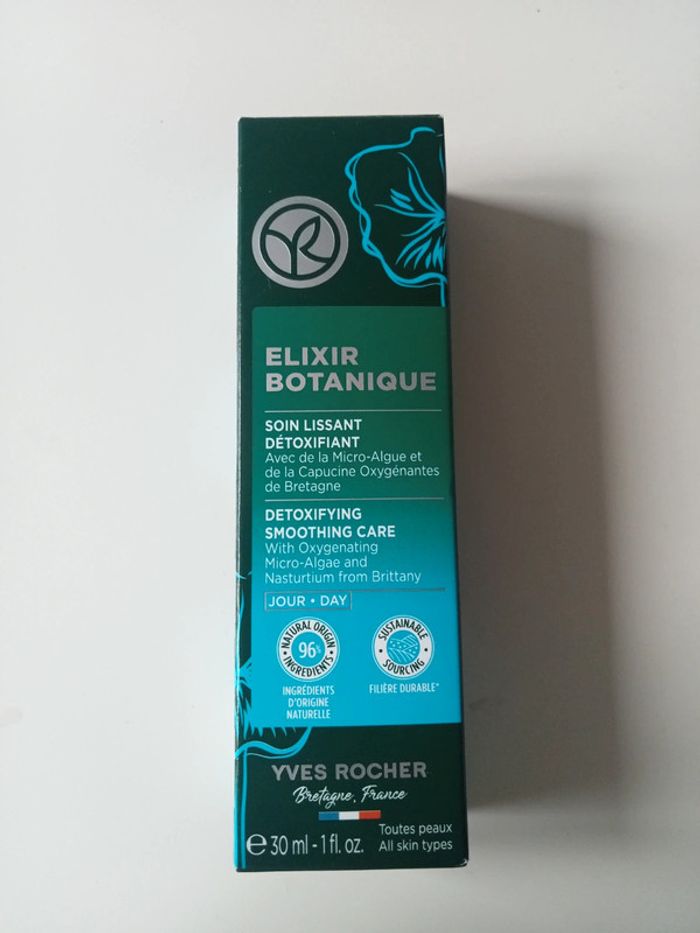 ELIXIR
BOTANIQUE
SOIN LISSANT
DÉTOXIFIANT
Avec de la Micro-Algue et
de la Capucine Oxygénantes
de Bretagne
DETOXIFYING
SMOOTHING CARE
With Oxygenating
Micro-Algae and
Nasturtium from Brittany
JOUR • DAY
NATURAL ORIGIN
96%
INGREDIENTS
INGRÉDIENTS
D'ORIGINE
NATURELLE
SUSTAINABLE
SOURCING
FILIÈRE DURABLE*
YVES ROCHER
Bretagne, France
Toutes peaux
℮ 30 ml - 1 fl. oz.
All skin types